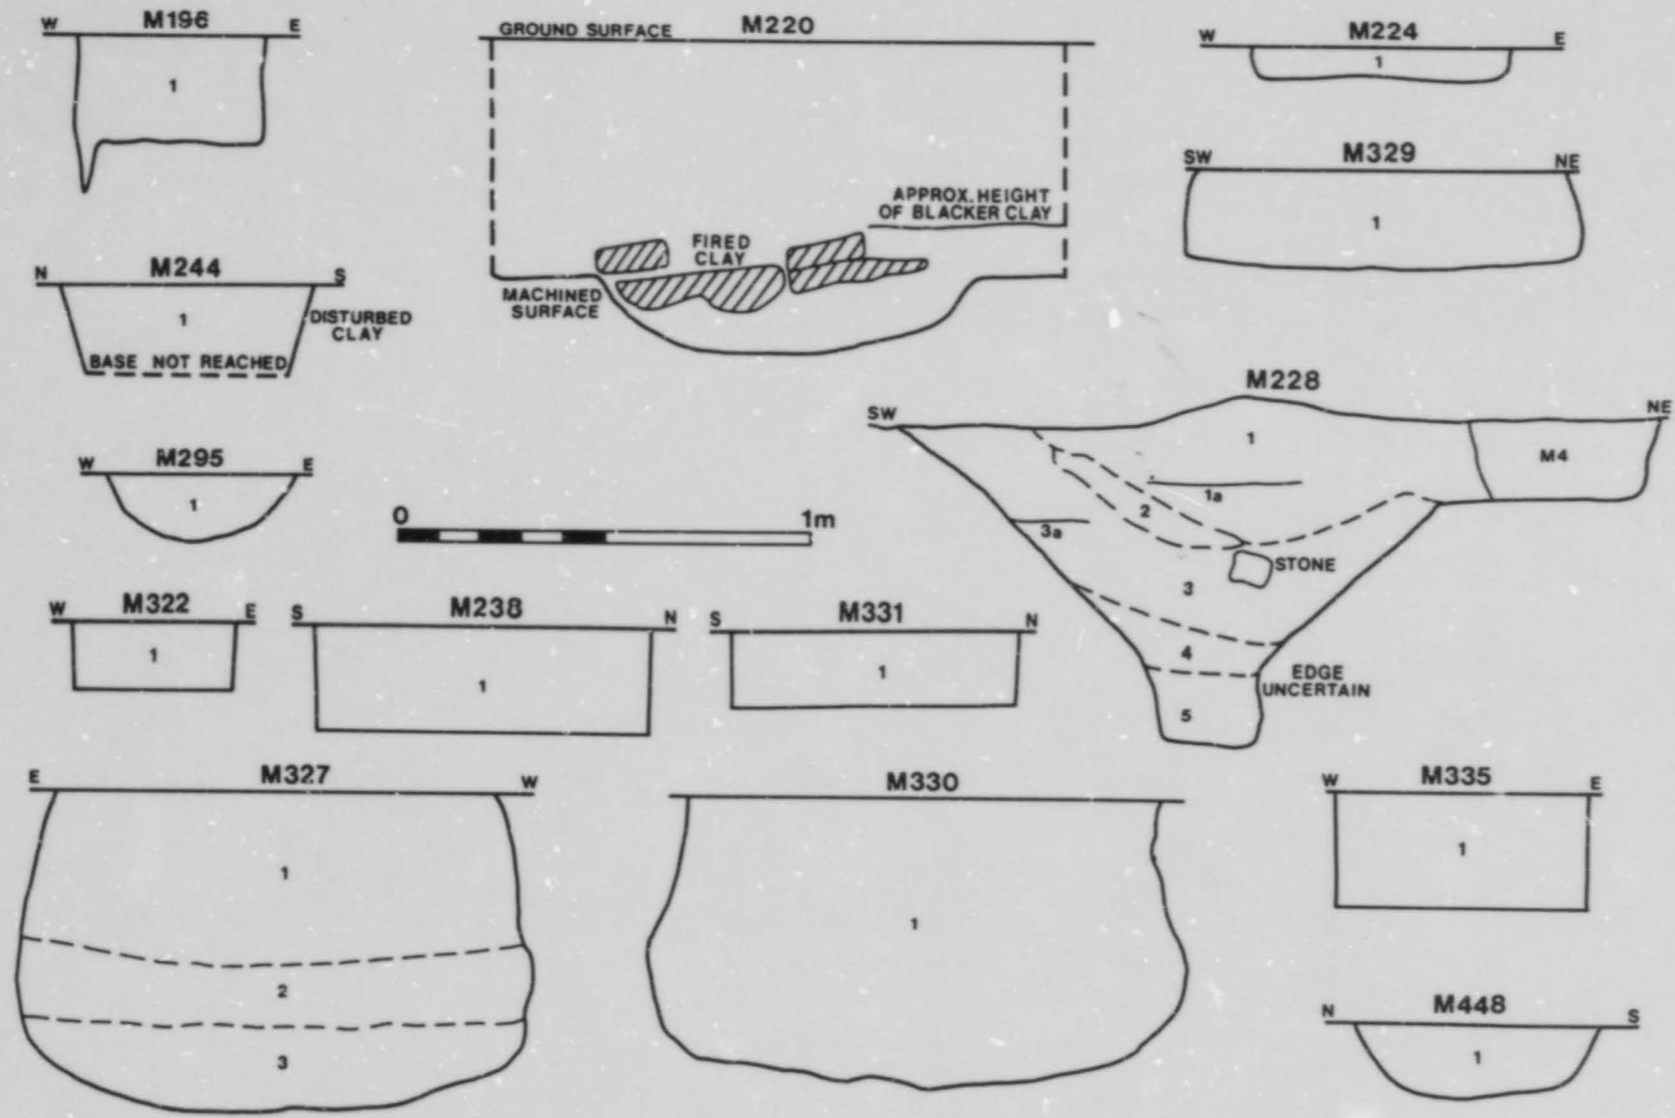 W M196 E
1
GROUND SURFACE M220
APPROX. HEIGHT
OF BLACKER CLAY
FIRED
CLAY
MACHINED
SURFACE
W M224 E
1
SW M329 NE
1
N M244 S
1
DISTURBED
CLAY
BASE NOT REACHED
W M295 E
1
0 1m
M228
SW NE
1
M4
1a
2
3a
STONE
3
4
EDGE
UNCERTAIN
5
W M322 E
1
S M238 N
1
S M331 N
1
E M327 W
1
2
3
M330
1
W M335 E
1
N M448 S
1